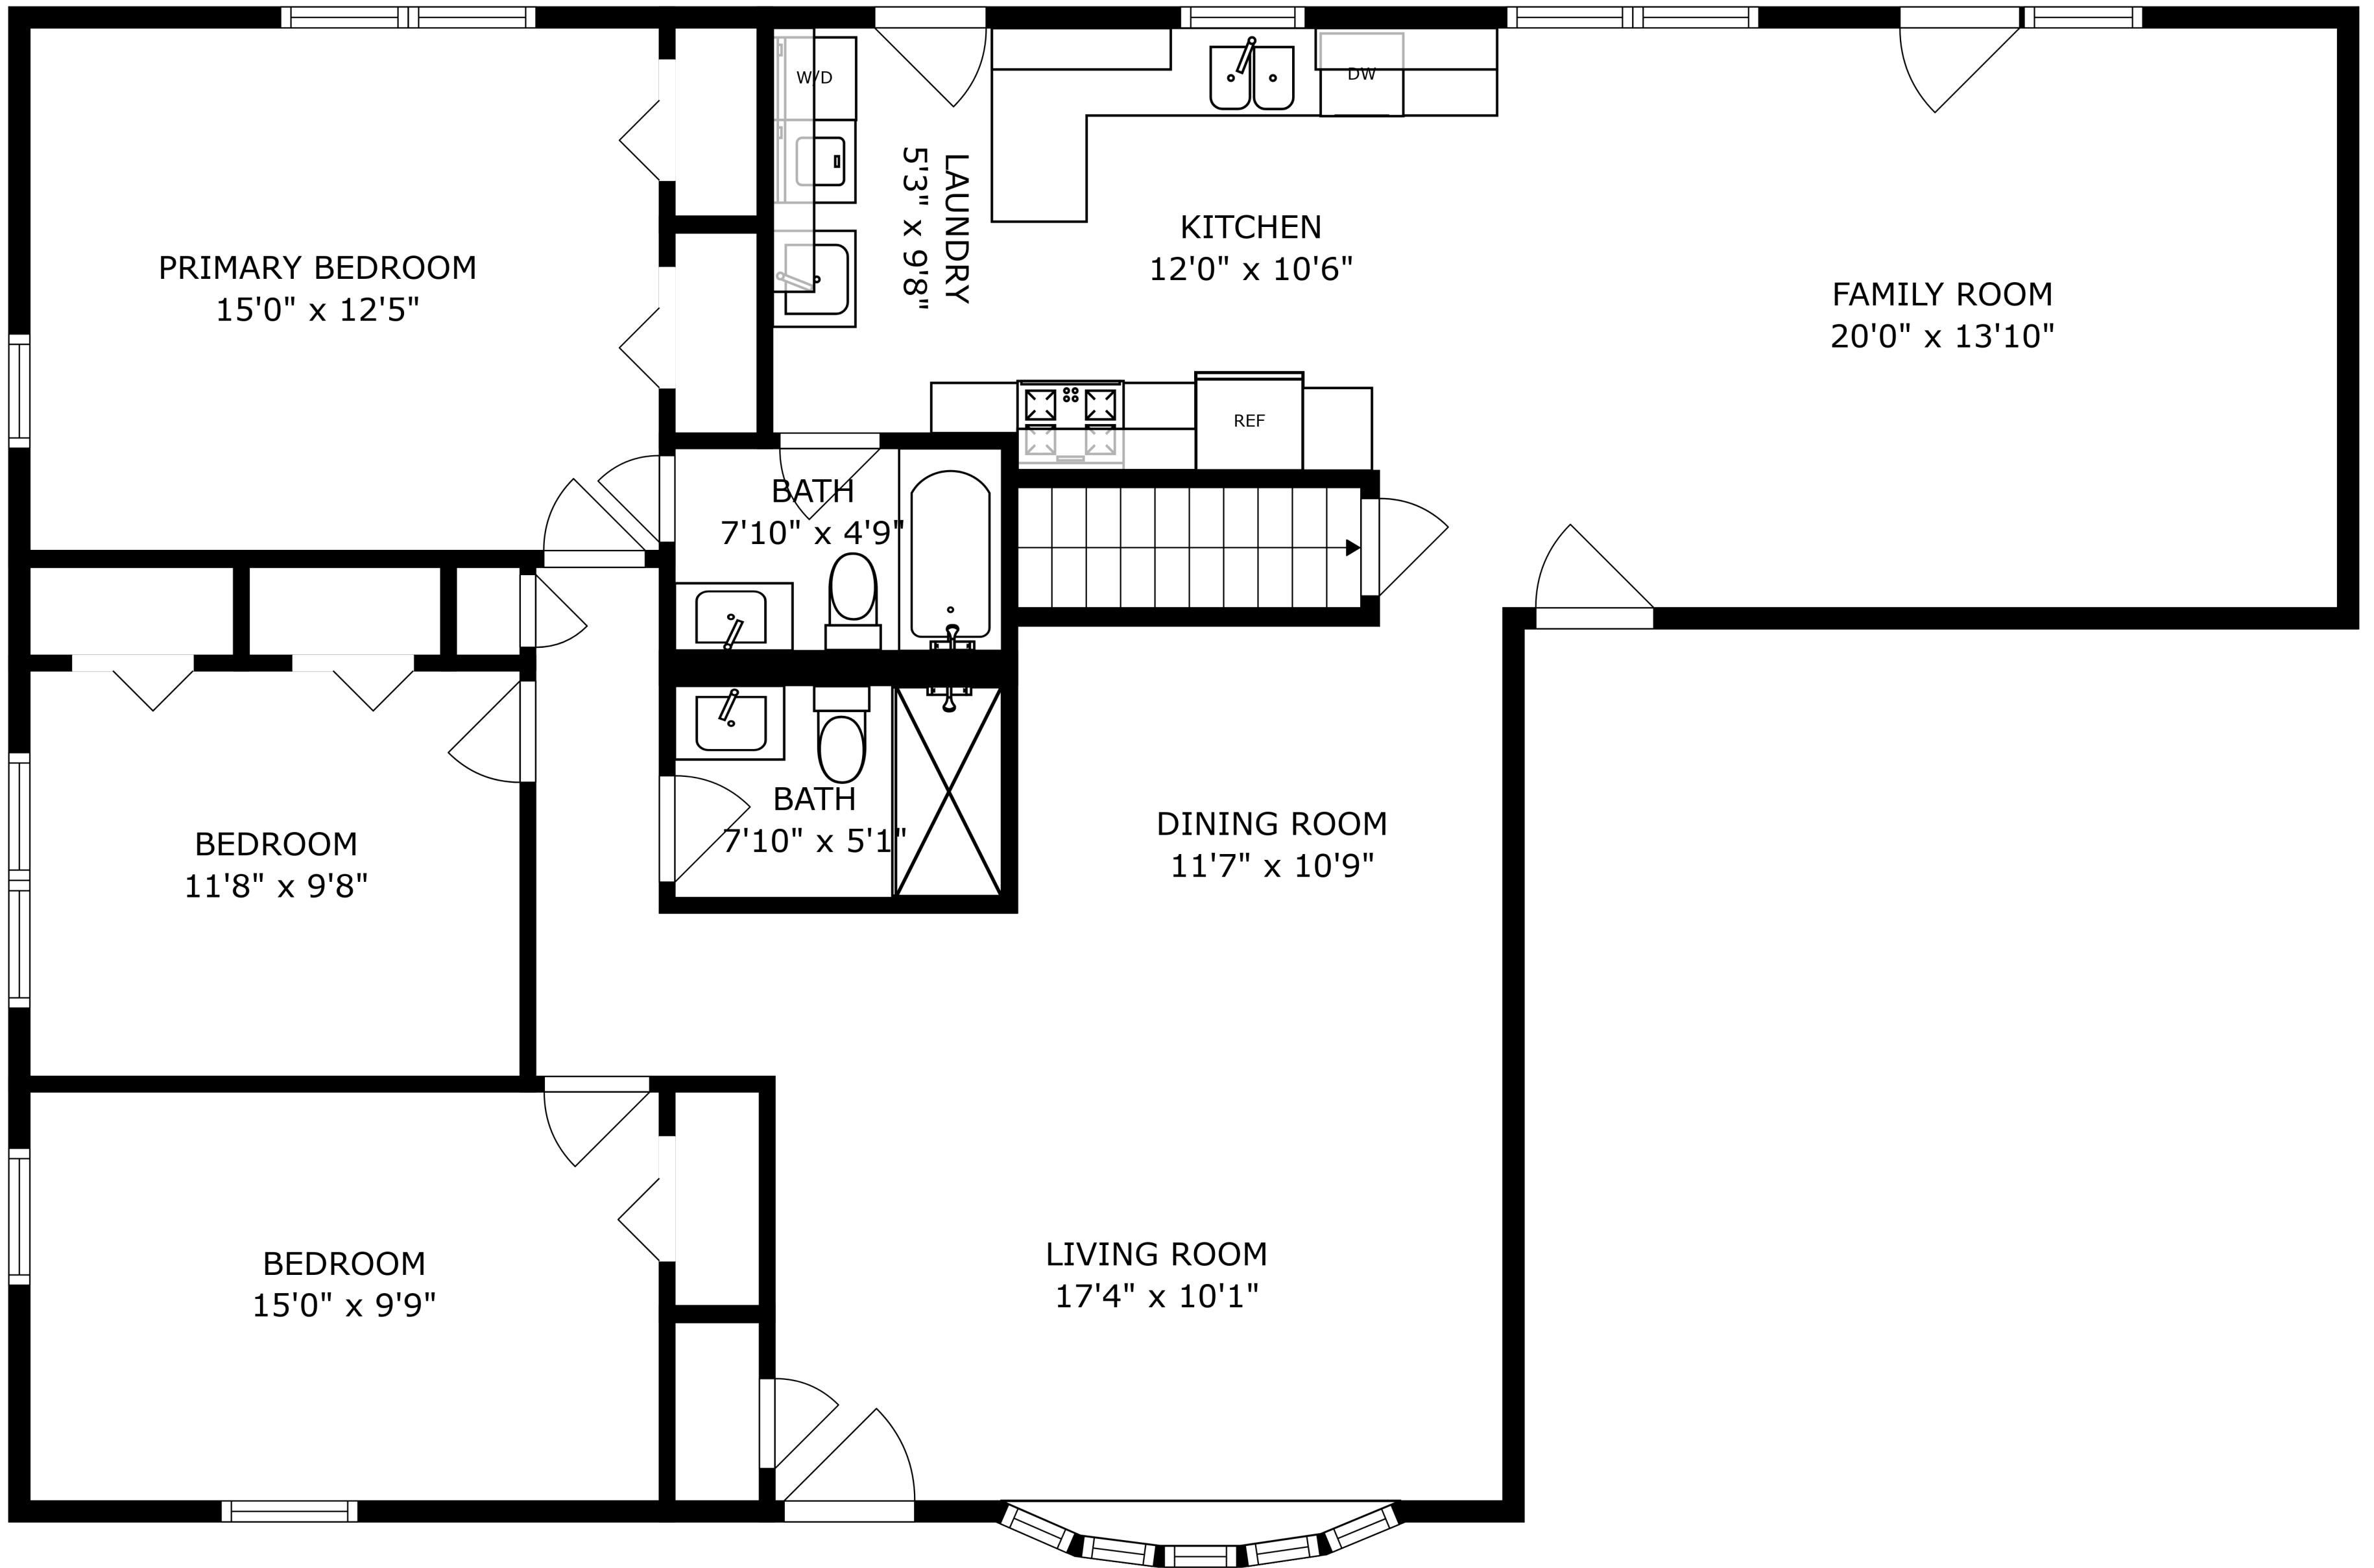 W/D
DW
LAUNDRY
5'3" x 9'8"
KITCHEN
12'0" x 10'6"
PRIMARY BEDROOM
15'0" x 12'5"
FAMILY ROOM
20'0" x 13'10"
REF
BATH
7'10" x 4'9"
BATH
7'10" x 5'1"
DINING ROOM
11'7" x 10'9"
BEDROOM
11'8" x 9'8"
LIVING ROOM
17'4" x 10'1"
BEDROOM
15'0" x 9'9"